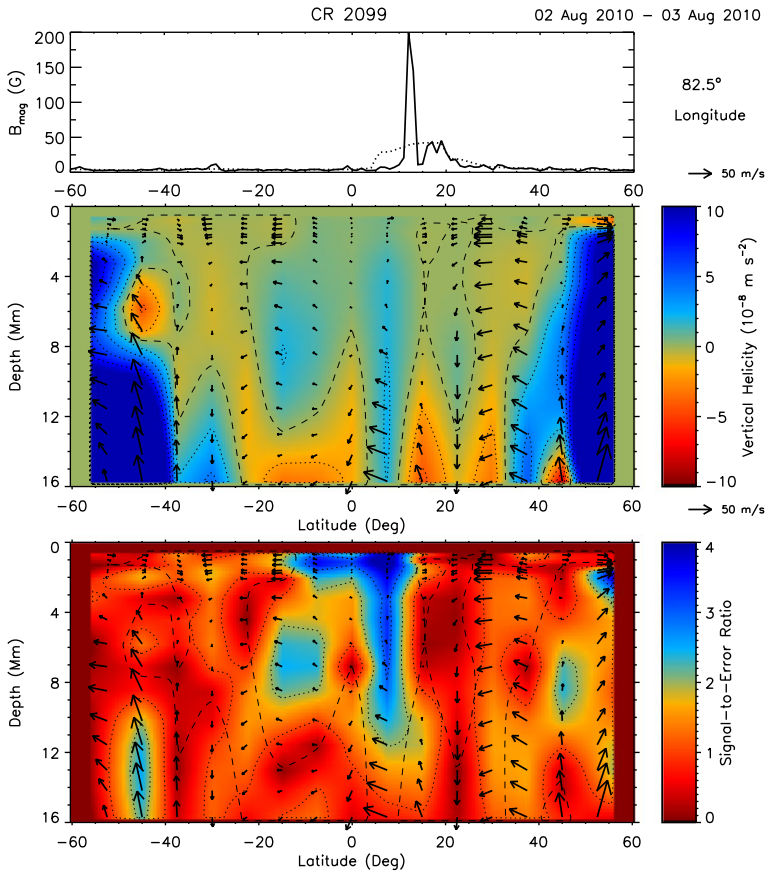 CR 2099
02 Aug 2010 – 03 Aug 2010
200
150
100
50
0
B_mag (G)
−60 −40 −20 0 20 40 60
82.5°
Longitude
50 m/s
0
4
8
12
16
Depth (Mm)
−60 −40 −20 0 20 40 60
Latitude (Deg)
10
5
0
−5
−10
Vertical Helicity (10⁻⁸ m s⁻²)
50 m/s
0
4
8
12
16
Depth (Mm)
−60 −40 −20 0 20 40 60
Latitude (Deg)
4
3
2
1
0
Signal−to−Error Ratio